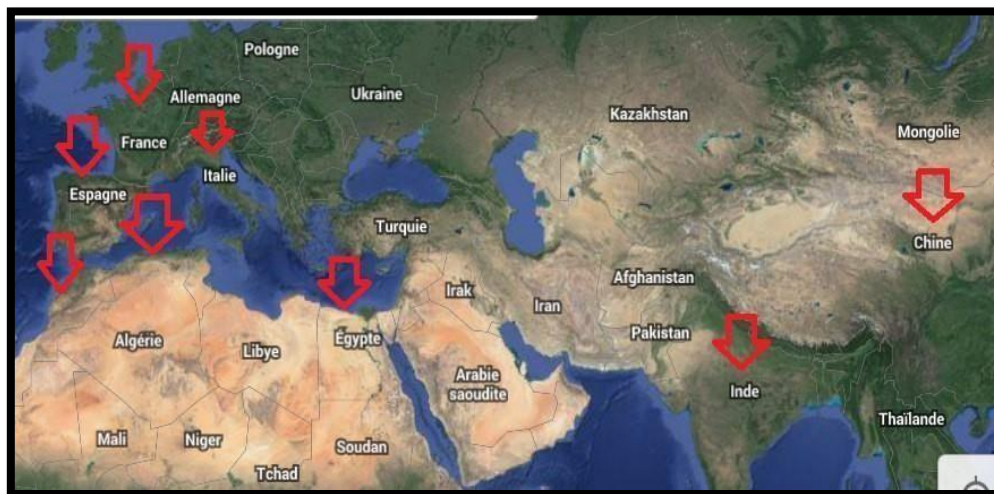 Pologne
Allemagne
Ukraine
Kazakhstan
France
Mongolie
Italie
Espagne
Turquie
Chine
Afghanistan
Irak
Iran
Pakistan
Algérie
Libye
Égypte
Arabie
saoudite
Inde
Thaïlande
Mali
Niger
Soudan
Tchad